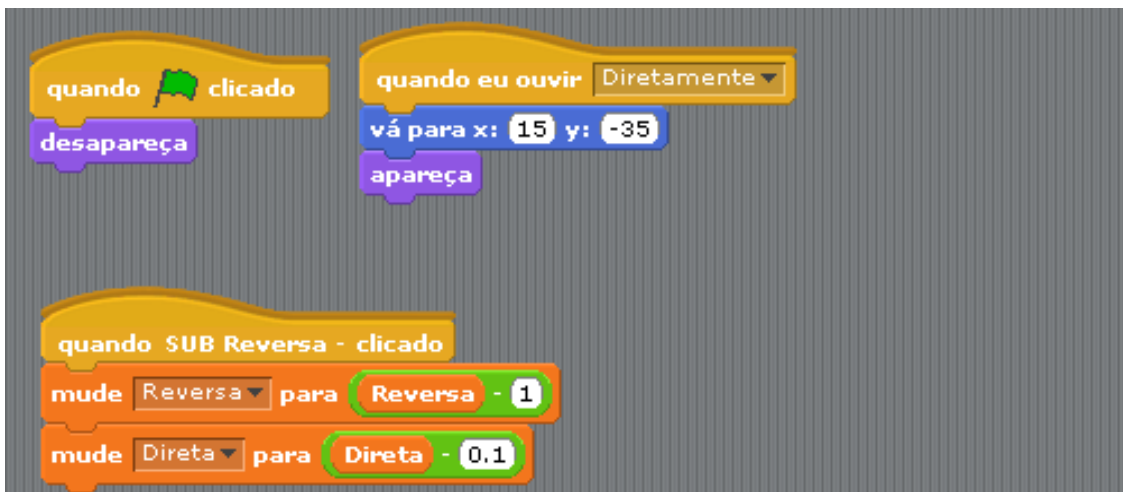 quando clicado
desapareça
quando eu ouvir Diretamente
vá para x: 15 y: -35
apareça
quando SUB Reversa - clicado
mude Reversa para Reversa - 1
mude Direta para Direta - 0.1